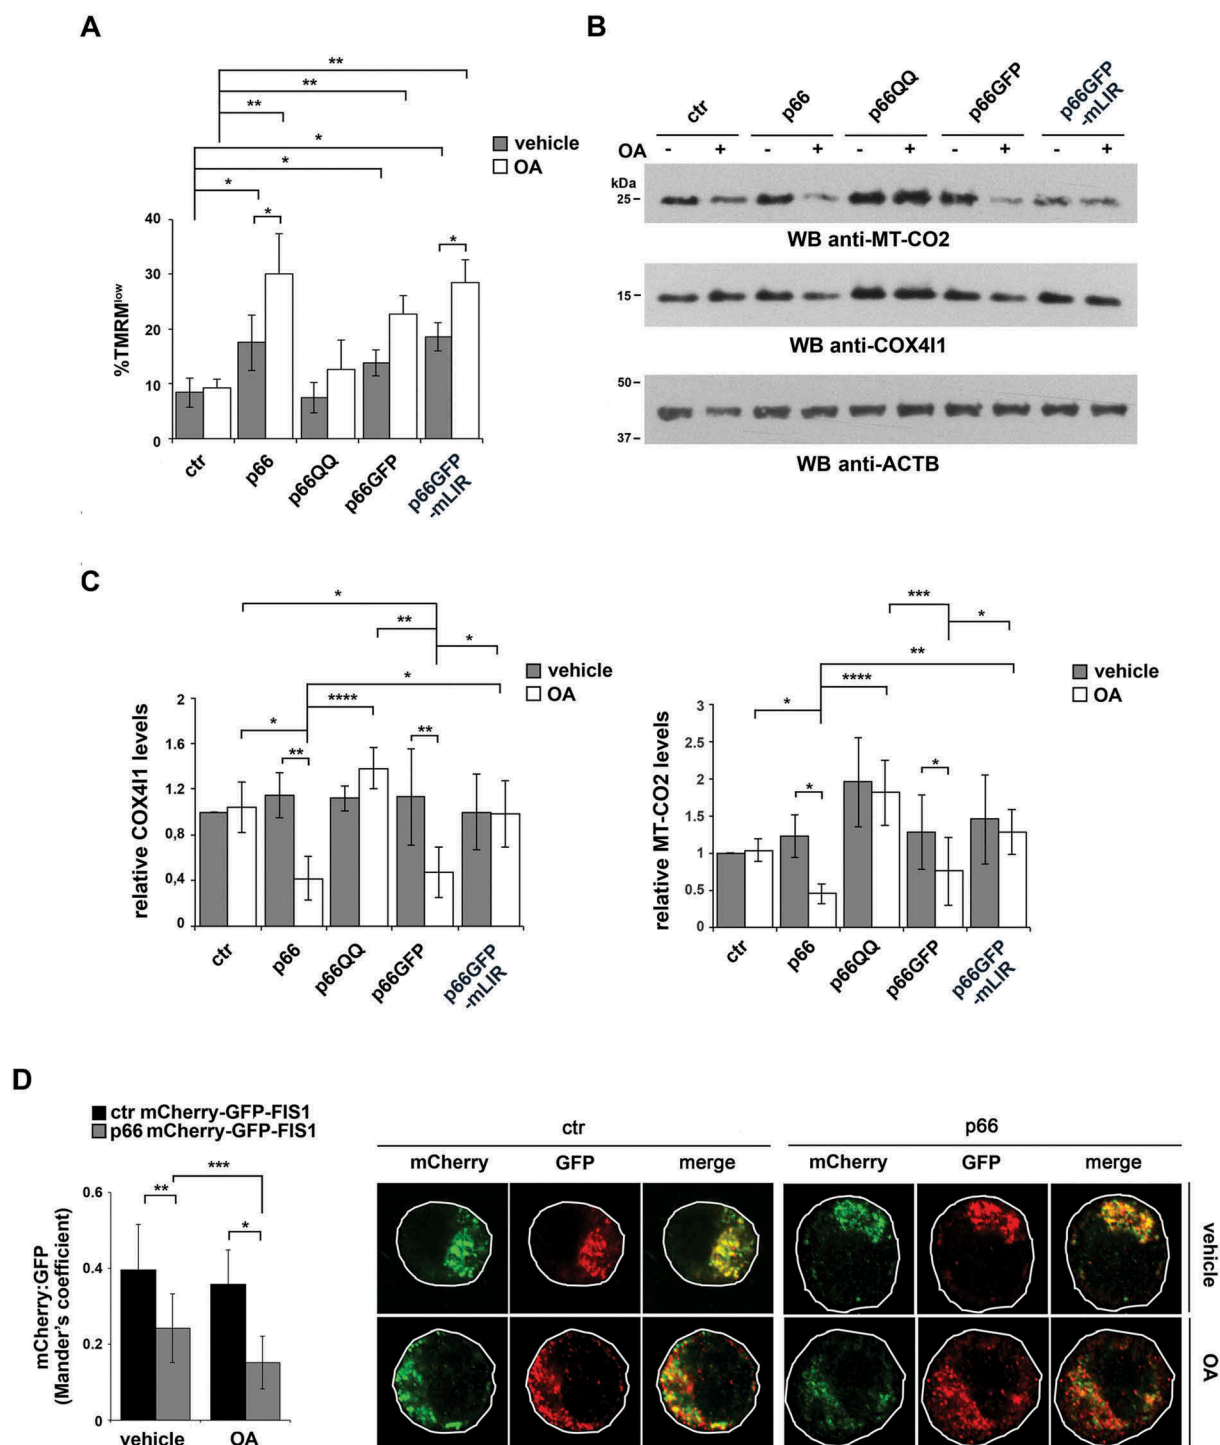 A
**
**
**
*
*
*
*
*
vehicle
OA
40
30
20
10
0
%TMRMlow
ctr
p66
p66QQ
p66GFP
p66GFP
-mLIR
B
ctr
p66
p66QQ
p66GFP
p66GFP
-mLIR
OA - + - + - + - + - +
kDa
25
WB anti-MT-CO2
15
WB anti-COX4I1
50
37
WB anti-ACTB
C
*
**
*
*
****
*
**
**
vehicle
OA
relative COX4I1 levels
2
1.6
1.2
0,8
0,4
0
ctr
p66
p66QQ
p66GFP
p66GFP
-mLIR
***
*
**
****
*
*
*
vehicle
OA
relative MT-CO2 levels
3
2.5
2
1.5
1
0.5
0
ctr
p66
p66QQ
p66GFP
p66GFP
-mLIR
D
ctr mCherry-GFP-FIS1
p66 mCherry-GFP-FIS1
***
**
*
mCherry:GFP
(Mander's coefficient)
0.6
0.4
0.2
0
vehicle OA
ctr p66
mCherry GFP merge mCherry GFP merge
vehicle
OA